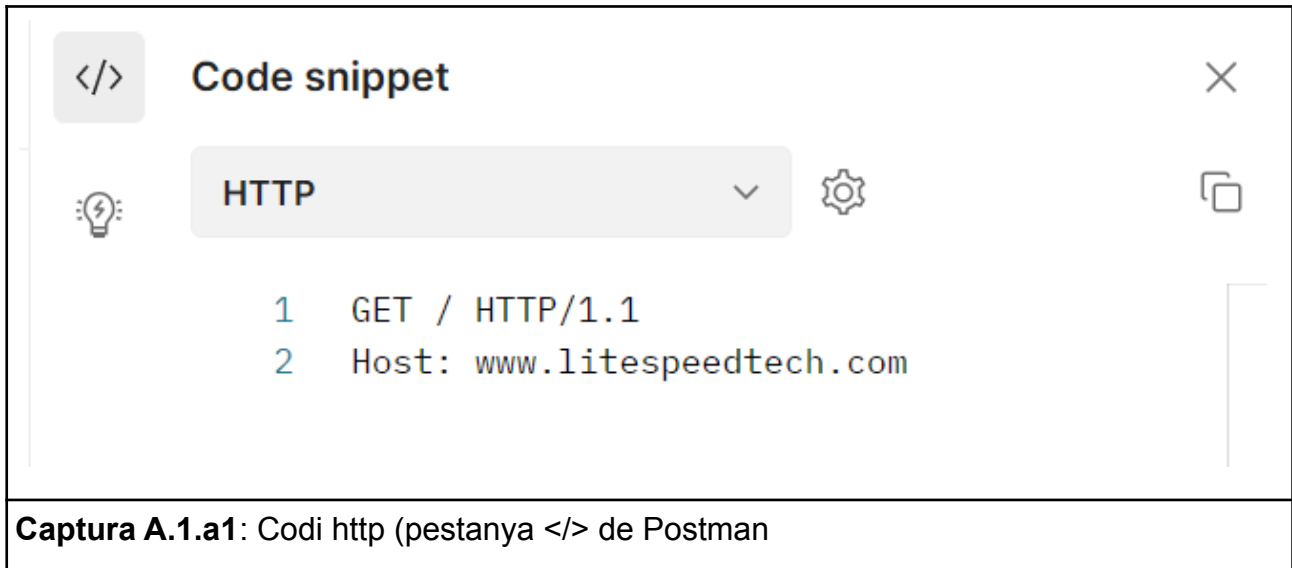 </> Code snippet
HTTP
1 GET / HTTP/1.1
2 Host: www.litespeedtech.com
Captura A.1.a1: Codi http (pestanya </> de Postman